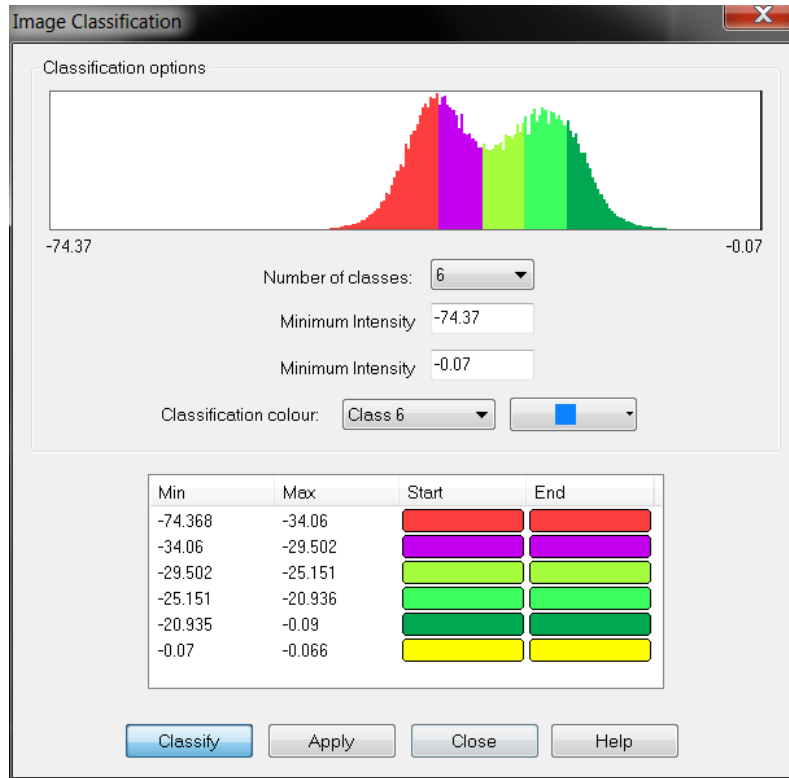 Image Classification
X
Classification options
-74.37 -0.07
Number of classes: 6
Minimum Intensity -74.37
Minimum Intensity -0.07
Classification colour: Class 6
Min Max Start End
-74.368 -34.06
-34.06 -29.502
-29.502 -25.151
-25.151 -20.936
-20.935 -0.09
-0.07 -0.066
Classify Apply Close Help